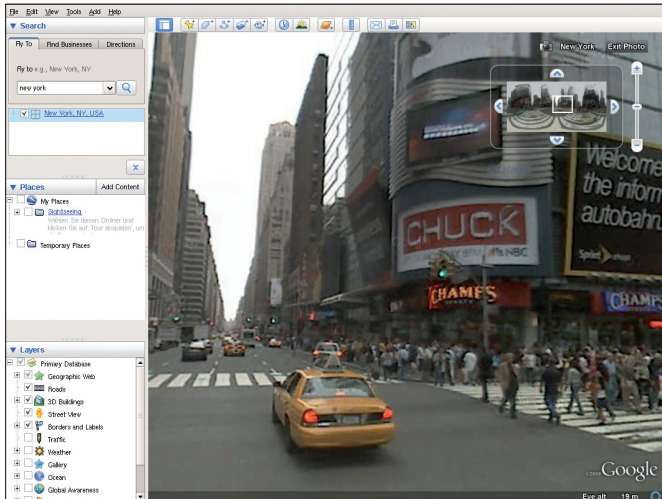 File Edit View Tools Add Help
Search
Fly To Find Businesses Directions
Fly to e.g., New York, NY
new york
New York, NY, USA
Places Add Content
My Places
Sightseeing
Wählen Sie diesen Ordner und
klicken Sie auf 'Tour abspielen', um
Temporary Places
Layers
Primary Database
Geographic Web
Roads
3D Buildings
Street View
Borders and Labels
Traffic
Weather
Gallery
Ocean
Global Awareness
New York Exit Photo
Welcome
the inform
autobahn
Sprint
CHUCK
NBC
CHAMPS
CHAMPS
Google
Eye alt 19 m